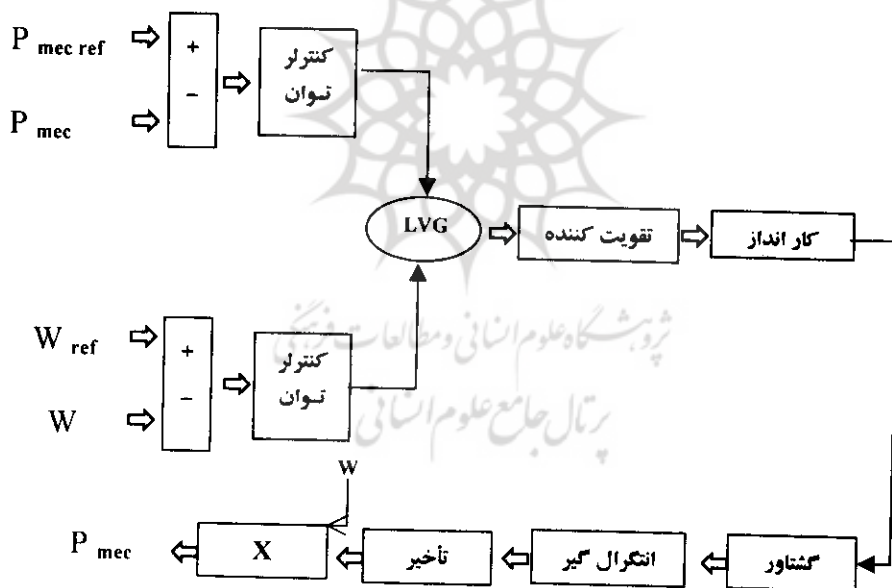 P mec ref
+
-
P mec
کنترلر
توان
LVG
تقویت کننده
کار انداز
پژوهشگاه علوم انسانی و مطالعات فرهنگی
پرتال جامع علوم انسانی
W ref
+
-
W
کنترلر
توان
W
P mec
X
تأخیر
انتگرال گیر
گشتاور